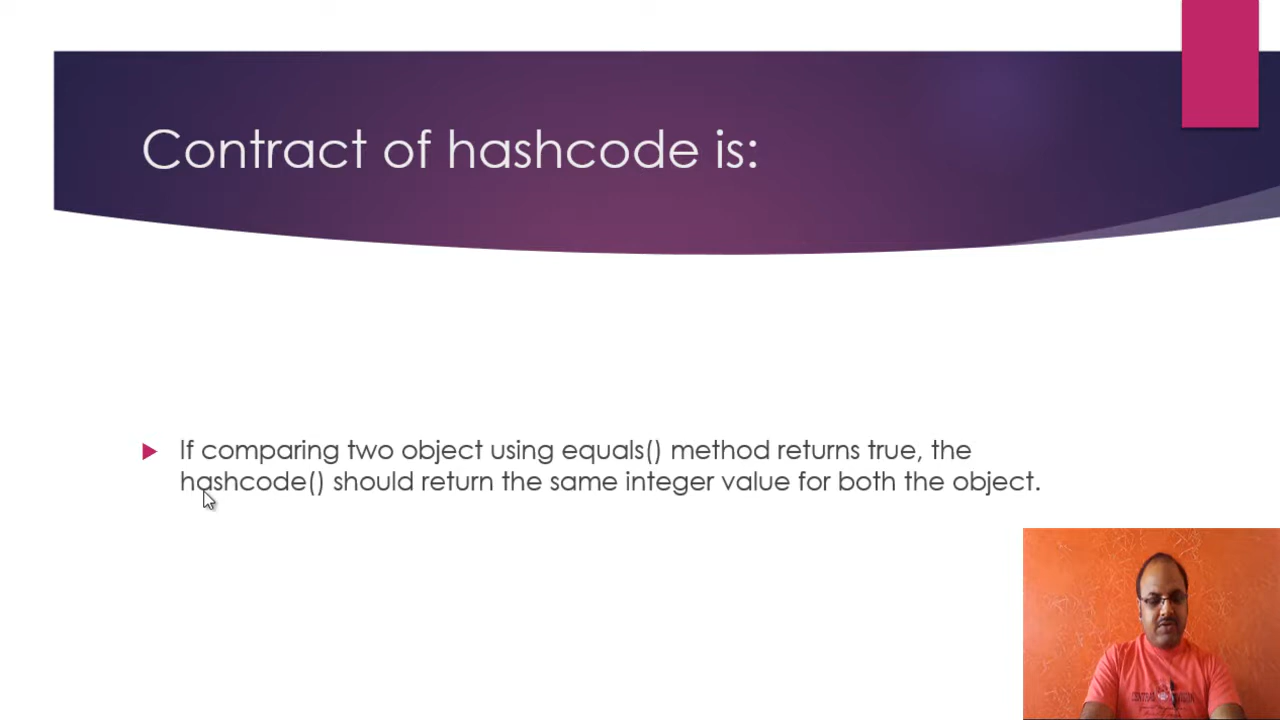 Contract of hashcode is:
If comparing two object using equals() method returns true, the
hashcode() should return the same integer value for both the object.